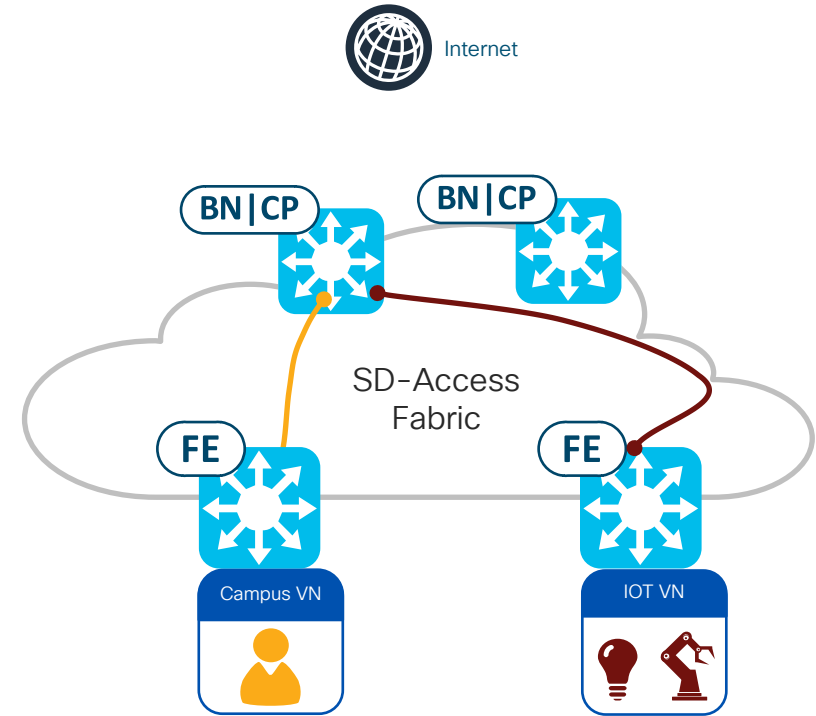 Internet
BN|CP
BN|CP
SD-Access
Fabric
FE
FE
Campus VN
IOT VN